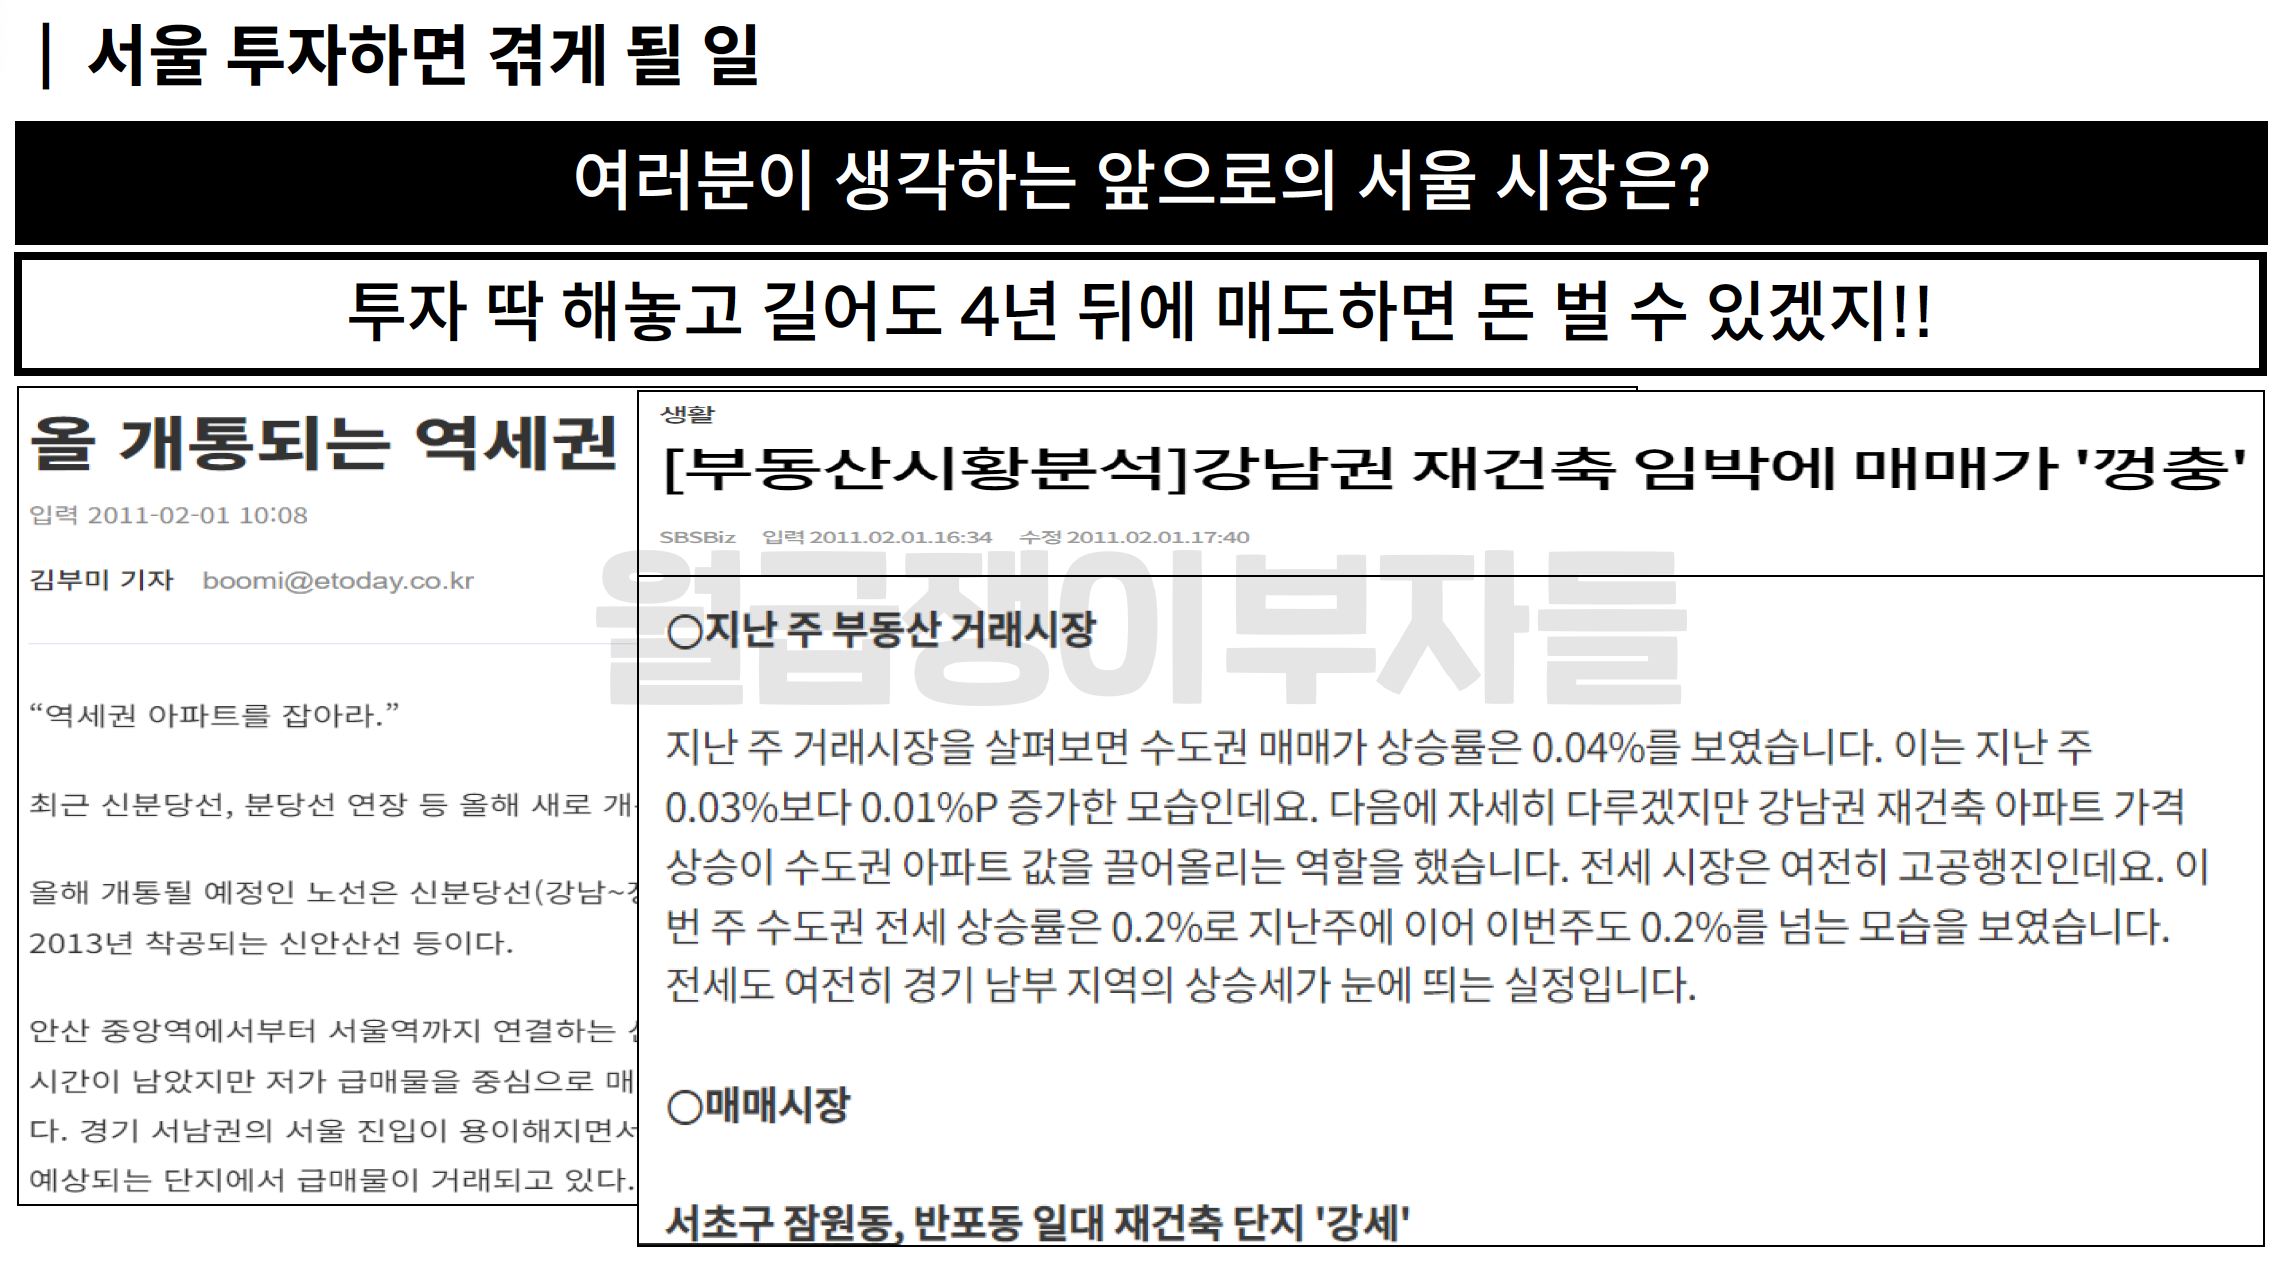 | 서울 투자하면 겪게 될 일
여러분이 생각하는 앞으로의 서울 시장은?
투자 딱 해놓고 길어도 4년 뒤에 매도하면 돈 벌 수 있겠지!!
올 개통되는 역세권
입력 2011-02-01 10:08
김부미 기자 boomi@etoday.co.kr
“역세권 아파트를 잡아라.”
최근 신분당선, 분당선 연장 등 올해 새로
올해 개통될 예정인 노선은 신분당선(강남~
2013년 착공되는 신안산선 등이다.
안산 중앙역에서부터 서울역까지 연결하는
시간이 남았지만 저가 급매물을 중심으로 매
다. 경기 서남권의 서울 진입이 용이해지면서
예상되는 단지에서 급매물이 거래되고 있다.
생활
[부동산시황분석]강남권 재건축 임박에 매매가 '껑충'
SBSBiz 입력 2011.02.01.16:34 수정 2011.02.01.17:40
○지난 주 부동산 거래시장
지난 주 거래시장을 살펴보면 수도권 매매가 상승률은 0.04%를 보였습니다. 이는 지난 주
0.03%보다 0.01%P 증가한 모습인데요. 다음에 자세히 다루겠지만 강남권 재건축 아파트 가격
상승이 수도권 아파트 값을 끌어올리는 역할을 했습니다. 전세 시장은 여전히 고공행진인데요. 이
번 주 수도권 전세 상승률은 0.2%로 지난주에 이어 이번주도 0.2%를 넘는 모습을 보였습니다.
전세도 여전히 경기 남부 지역의 상승세가 눈에 띄는 실정입니다.
○매매시장
서초구 잠원동, 반포동 일대 재건축 단지 '강세'
월급쟁이부자들